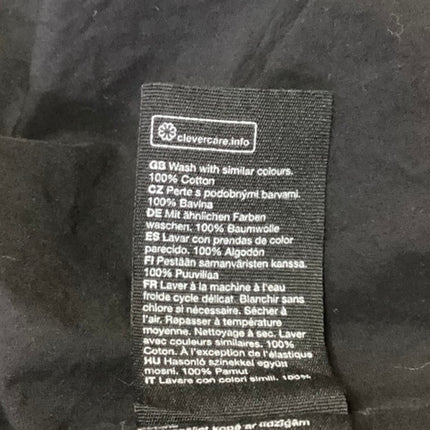 clevercare.info
GB Wash with similar colours.
100% Cotton
CZ Perte s podobnými barvami.
100% Bavlna
DE Mit ähnlichen Farben
waschen. 100% Baumwolle
ES Lavar con prendas de color
parecido. 100% Algodón
FI Pestään samanväristen kanssa.
100% Puuvillaa
FR Laver à la machine à l'eau
froide cycle délicat. Blanchir sans
chlore si nécessaire. Sécher à
l'air. Repasser à température
moyenne. Nettoyage à sec. Laver
avec couleurs similaires. 100%
Coton. À l'exception de l'élastique
HU Hasonló színekkel együtt
mosni. 100% Pamut
IT Lavare con colori simili. 100%
kopā ar